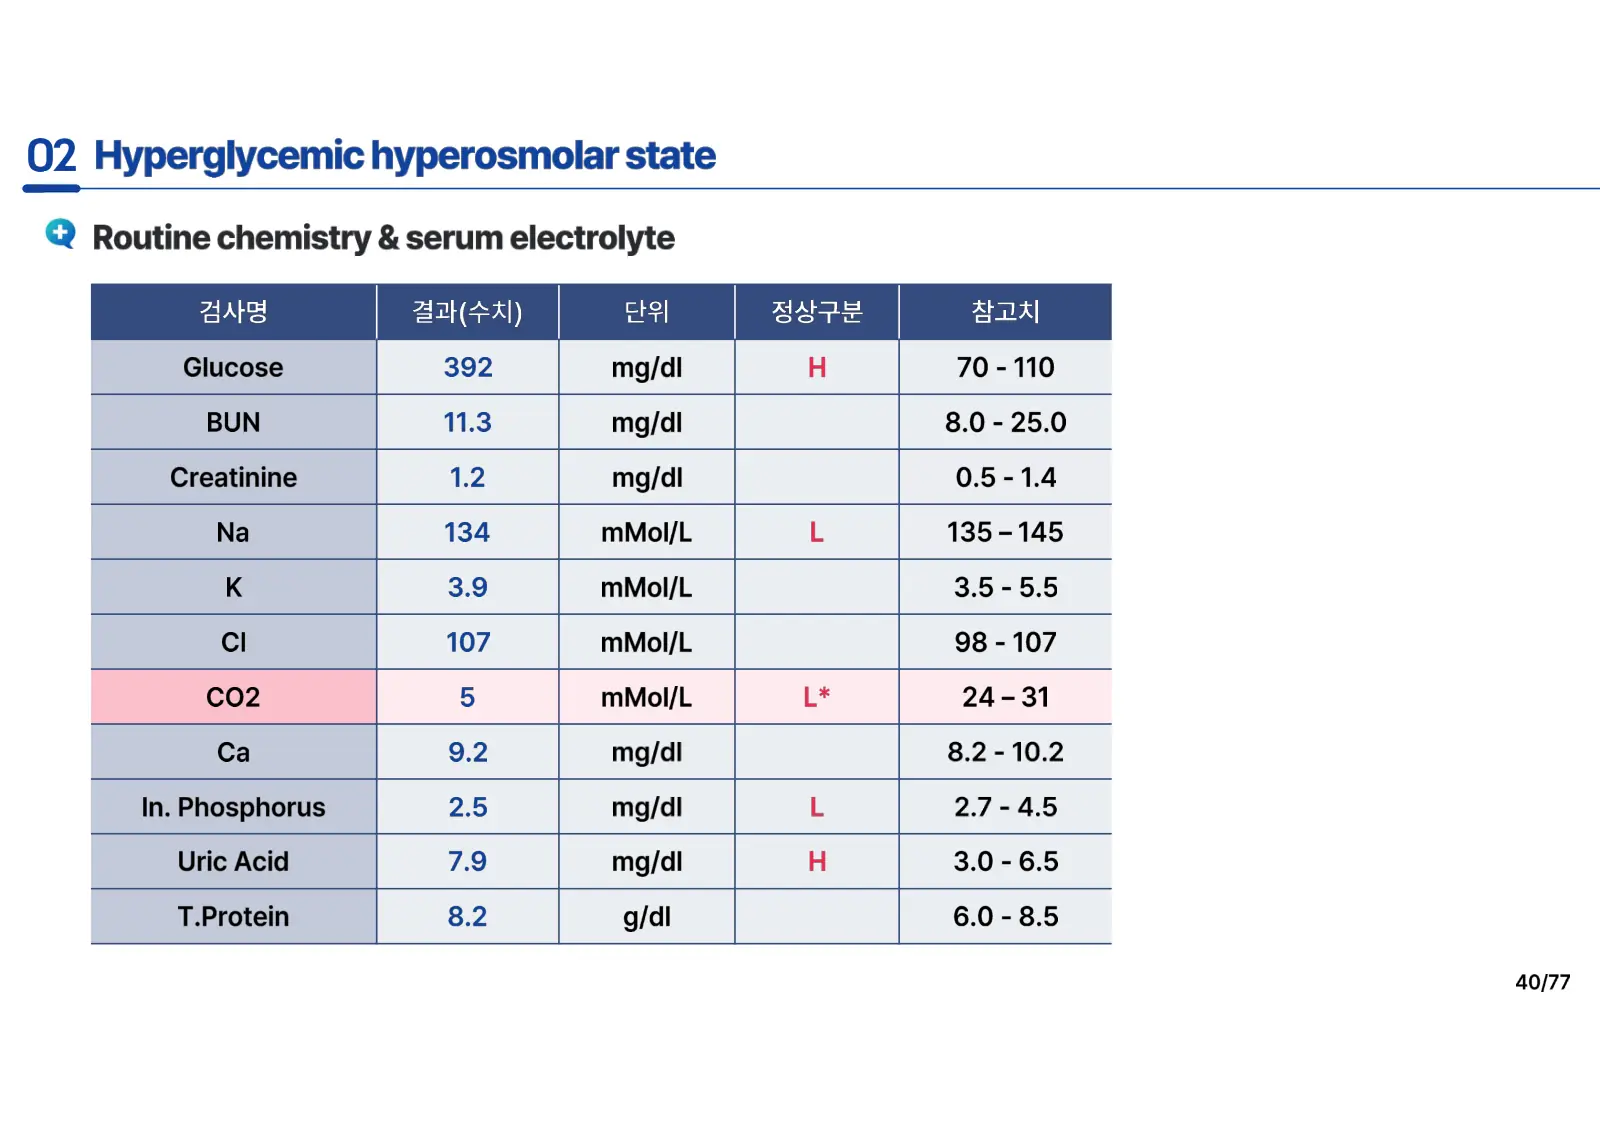 02 Hyperglycemic hyperosmolar state
Routine chemistry & serum electrolyte
검사명 결과(수치) 단위 정상구분 참고치
Glucose 392 mg/dl H 70 - 110
BUN 11.3 mg/dl 8.0 - 25.0
Creatinine 1.2 mg/dl 0.5 - 1.4
Na 134 mMol/L L 135 – 145
K 3.9 mMol/L 3.5 - 5.5
Cl 107 mMol/L 98 - 107
CO2 5 mMol/L L* 24 – 31
Ca 9.2 mg/dl 8.2 - 10.2
In. Phosphorus 2.5 mg/dl L 2.7 - 4.5
Uric Acid 7.9 mg/dl H 3.0 - 6.5
T.Protein 8.2 g/dl 6.0 - 8.5
40/77